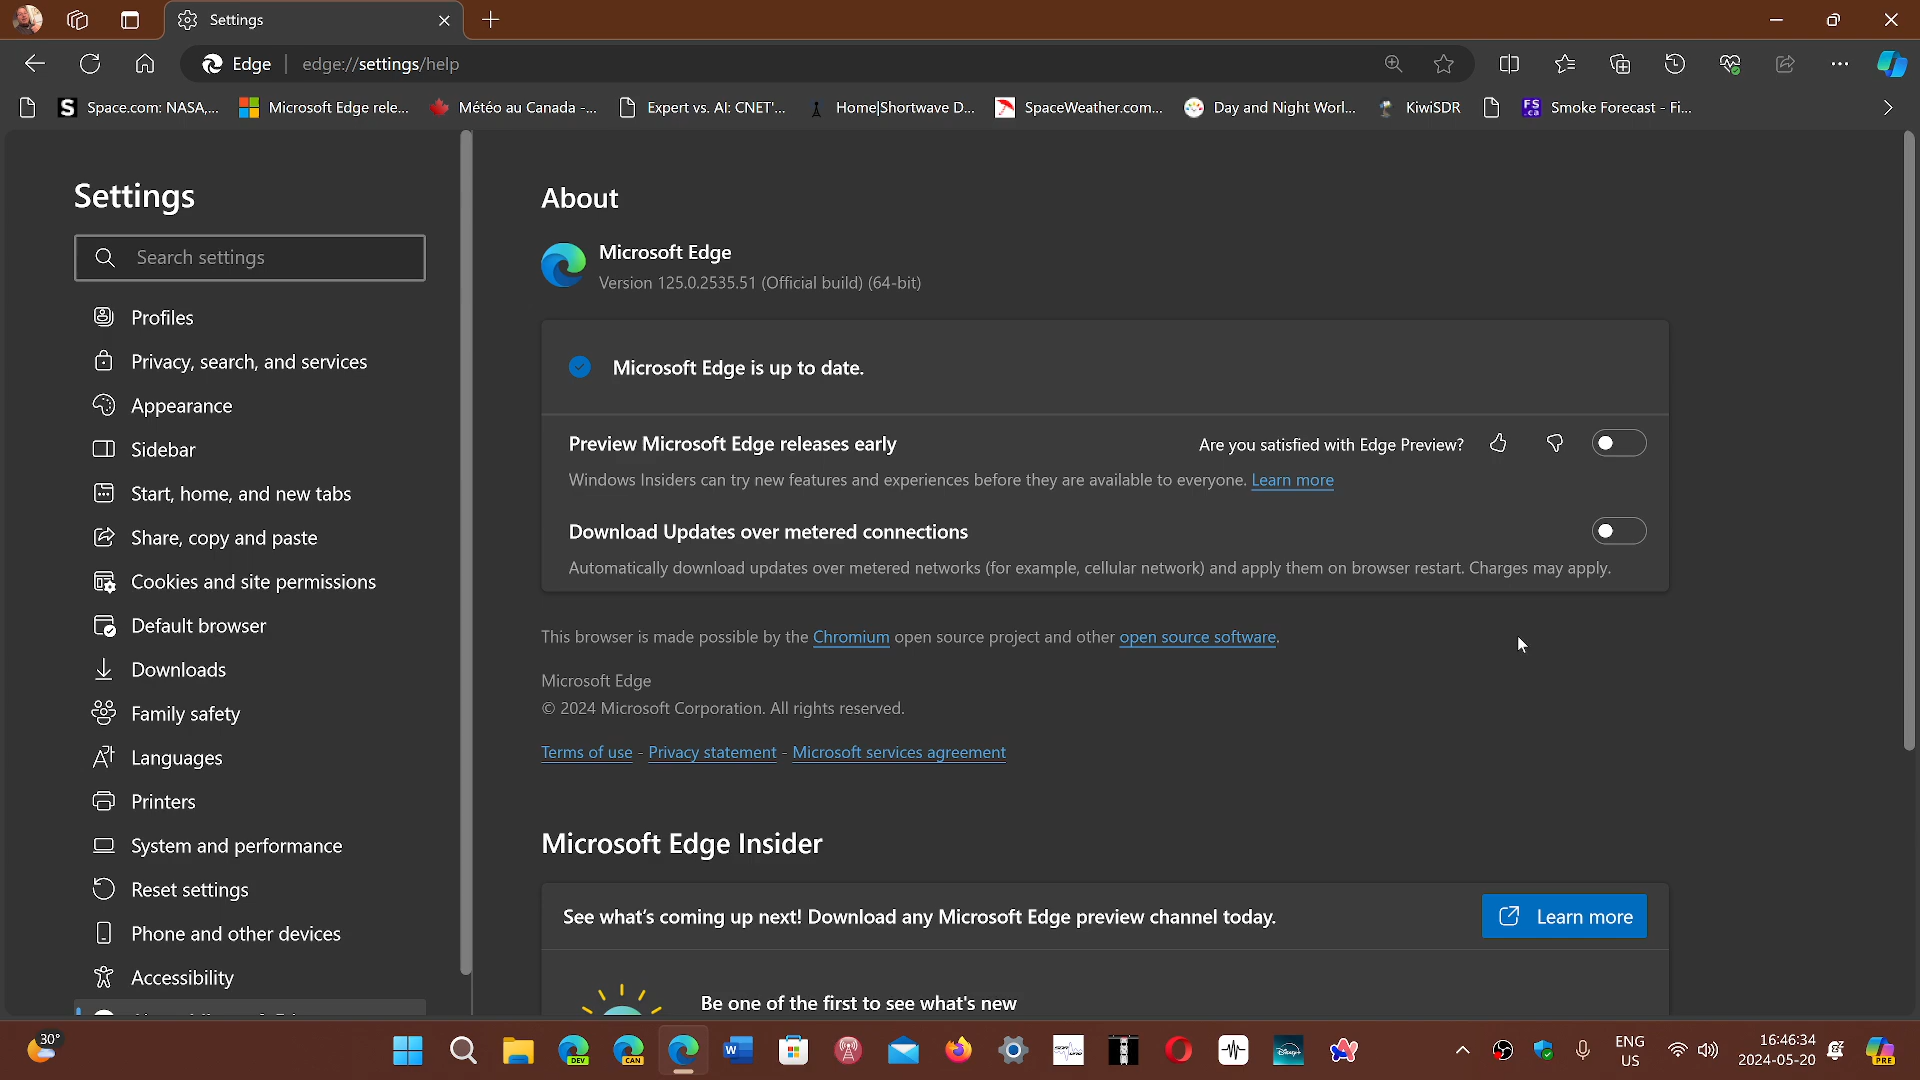 Settings
Edge
edge://settings/help
Space.com: NASA,...
Microsoft Edge rele...
Météo au Canada -...
Expert vs. AI: CNET'...
Home|Shortwave D...
SpaceWeather.com...
Day and Night Worl...
KiwiSDR
FS.ca
Smoke Forecast - Fi...
Settings
Search settings
Profiles
Privacy, search, and services
Appearance
Sidebar
Start, home, and new tabs
Share, copy and paste
Cookies and site permissions
Default browser
Downloads
Family safety
Languages
Printers
System and performance
Reset settings
Phone and other devices
Accessibility
About
Microsoft Edge
Version 125.0.2535.51 (Official build) (64-bit)
Microsoft Edge is up to date.
Preview Microsoft Edge releases early
Are you satisfied with Edge Preview?
Windows Insiders can try new features and experiences before they are available to everyone. Learn more
Download Updates over metered connections
Automatically download updates over metered networks (for example, cellular network) and apply them on browser restart. Charges may apply.
This browser is made possible by the Chromium open source project and other open source software.
Microsoft Edge
© 2024 Microsoft Corporation. All rights reserved.
Terms of use - Privacy statement - Microsoft services agreement
Microsoft Edge Insider
See what's coming up next! Download any Microsoft Edge preview channel today.
Learn more
Be one of the first to see what's new
30°
DEV
CAN
Disney+
ENG
US
16:46:34
2024-05-20
PRE